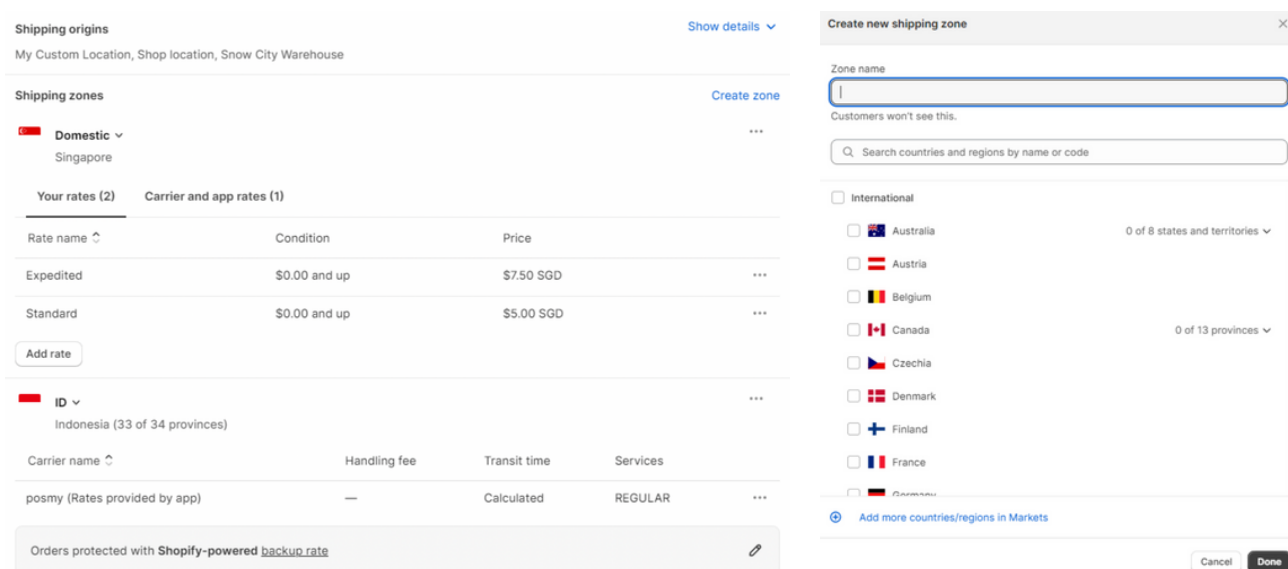 Shipping origins
Show details
My Custom Location, Shop location, Snow City Warehouse
Shipping zones
Create zone
Domestic
Singapore
Your rates (2) Carrier and app rates (1)
Rate name Condition Price
Expedited $0.00 and up $7.50 SGD
Standard $0.00 and up $5.00 SGD
Add rate
ID
Indonesia (33 of 34 provinces)
Carrier name Handling fee Transit time Services
posmy (Rates provided by app) — Calculated REGULAR
Orders protected with Shopify-powered backup rate
Create new shipping zone
Zone name
Customers won't see this.
Search countries and regions by name or code
International
Australia 0 of 8 states and territories
Austria
Belgium
Canada 0 of 13 provinces
Czechia
Denmark
Finland
France
Germany
Add more countries/regions in Markets
Cancel Done